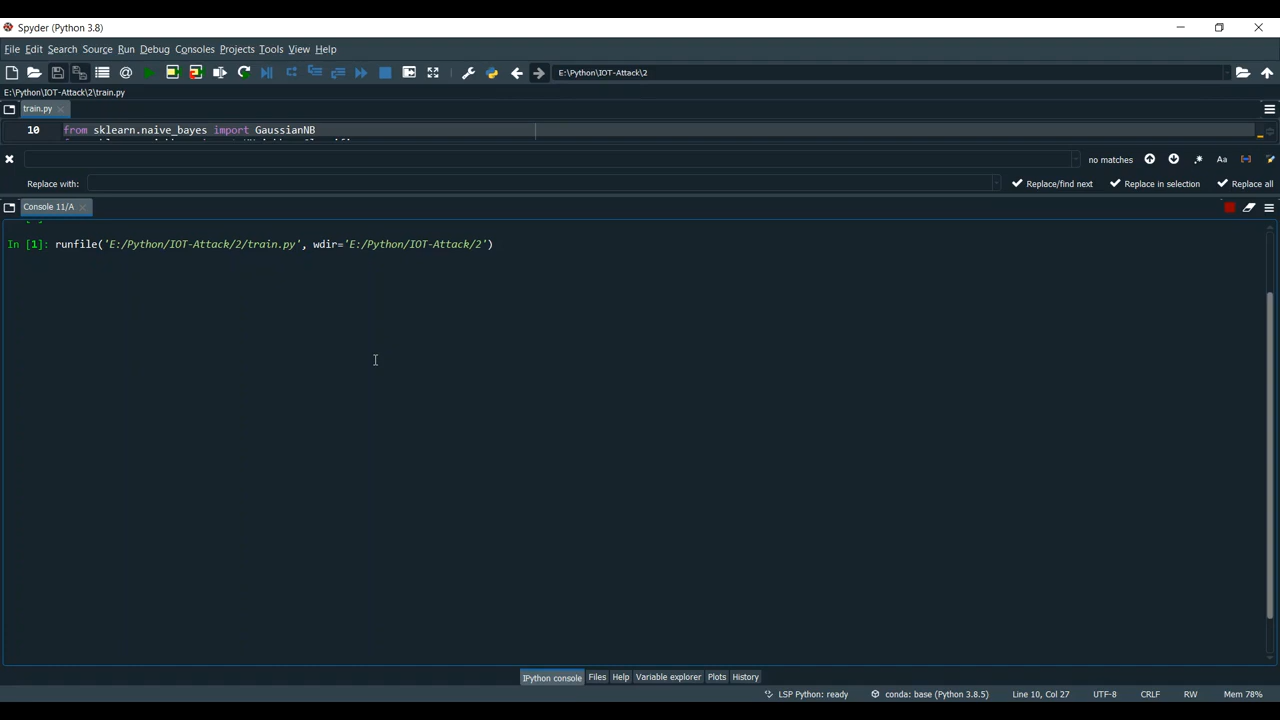 Spyder (Python 3.8)
File Edit Search Source Run Debug Consoles Projects Tools View Help
E:\Python\IOT-Attack\2
E:\Python\IOT-Attack\2\train.py
train.py
10 from sklearn.naive_bayes import GaussianNB
no matches
Aa
Replace with: Replace/find next Replace in selection Replace all
Console 11/A
In [1]: runfile('E:/Python/IOT-Attack/2/train.py', wdir='E:/Python/IOT-Attack/2')
IPython console Files Help Variable explorer Plots History
LSP Python: ready conda: base (Python 3.8.5) Line 10, Col 27 UTF-8 CRLF RW Mem 78%